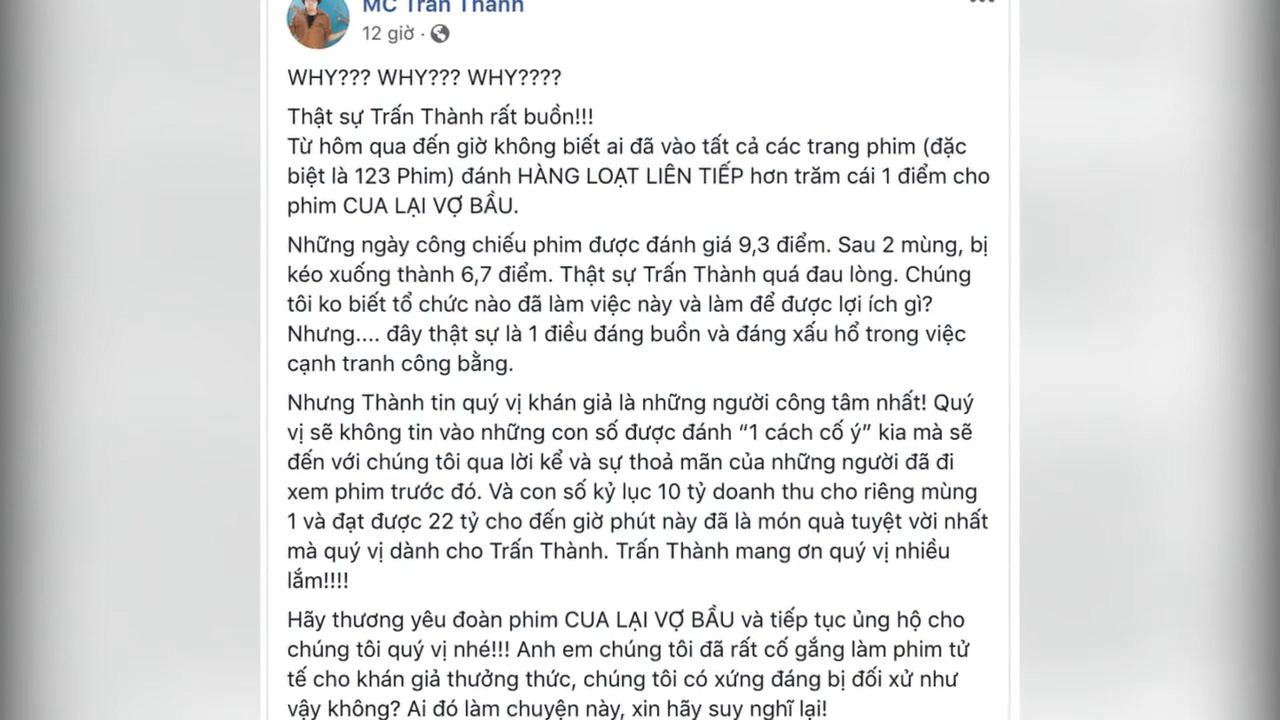 MC Trấn Thành
12 giờ ·
WHY??? WHY??? WHY????
Thật sự Trấn Thành rất buồn!!!
Từ hôm qua đến giờ không biết ai đã vào tất cả các trang phim (đặc
biệt là 123 Phim) đánh HÀNG LOẠT LIÊN TIẾP hơn trăm cái 1 điểm cho
phim CUA LẠI VỢ BẦU.
Những ngày công chiếu phim được đánh giá 9,3 điểm. Sau 2 mùng, bị
kéo xuống thành 6,7 điểm. Thật sự Trấn Thành quá đau lòng. Chúng
tôi ko biết tổ chức nào đã làm việc này và làm để được lợi ích gì?
Nhưng.... đây thật sự là 1 điều đáng buồn và đáng xấu hổ trong việc
cạnh tranh công bằng.
Nhưng Thành tin quý vị khán giả là những người công tâm nhất! Quý
vị sẽ không tin vào những con số được đánh “1 cách cố ý” kia mà sẽ
đến với chúng tôi qua lời kể và sự thoả mãn của những người đã đi
xem phim trước đó. Và con số kỷ lục 10 tỷ doanh thu cho riêng mùng
1 và đạt được 22 tỷ cho đến giờ phút này đã là món quà tuyệt vời nhất
mà quý vị dành cho Trấn Thành. Trấn Thành mang ơn quý vị nhiều
lắm!!!!
Hãy thương yêu đoàn phim CUA LẠI VỢ BẦU và tiếp tục ủng hộ cho
chúng tôi quý vị nhé!!! Anh em chúng tôi đã rất cố gắng làm phim tử
tế cho khán giả thưởng thức, chúng tôi có xứng đáng bị đối xử như
vậy không? Ai đó làm chuyện này, xin hãy suy nghĩ lại!